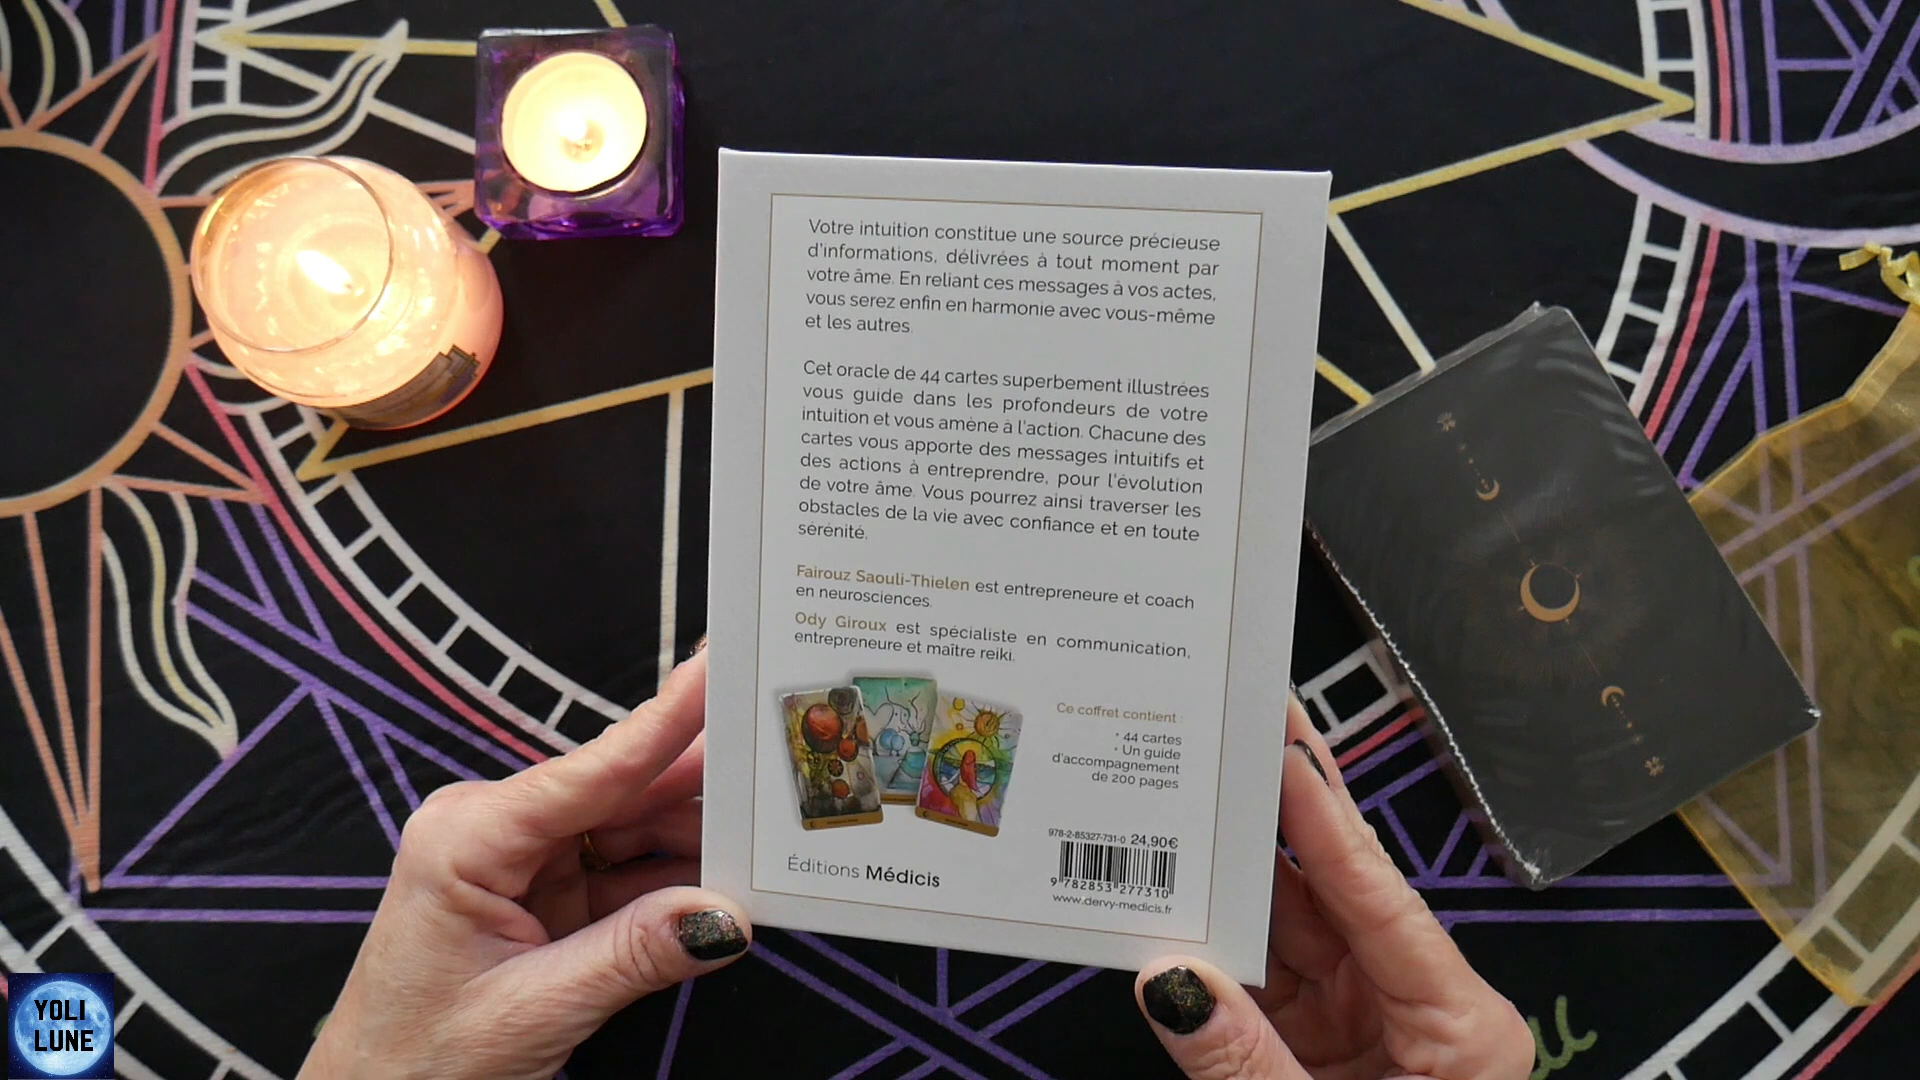 Votre intuition constitue une source précieuse
d'informations, délivrées à tout moment par
votre âme. En reliant ces messages à vos actes,
vous serez enfin en harmonie avec vous-même
et les autres.
Cet oracle de 44 cartes superbement illustrées
vous guide dans les profondeurs de votre
intuition et vous amène à l'action. Chacune des
cartes vous apporte des messages intuitifs et
des actions à entreprendre, pour l'évolution
de votre âme. Vous pourrez ainsi traverser les
obstacles de la vie avec confiance et en toute
sérénité.
Fairouz Saouli-Thielen est entrepreneure et coach
en neurosciences.
Ody Giroux est spécialiste en communication,
entrepreneure et maître reiki.
Ce coffret contient :
• 44 cartes
• Un guide
d'accompagnement
de 200 pages
978-2-85327-731-0 24,90€
9 782853 277310
www.dervy-medicis.fr
Éditions Médicis
YOLI
LUNE